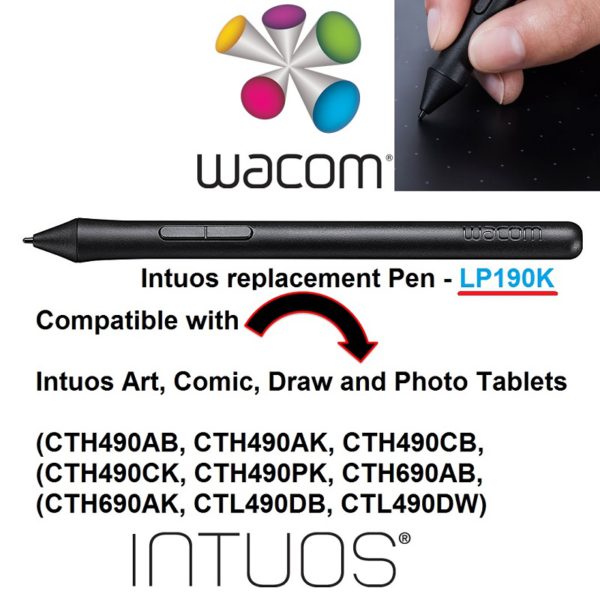 wacom®
wacom
Intuos replacement Pen - LP190K
Compatible with
Intuos Art, Comic, Draw and Photo Tablets
(CTH490AB, CTH490AK, CTH490CB,
(CTH490CK, CTH490PK, CTH690AB,
(CTH690AK, CTL490DB, CTL490DW)
INTUOS®